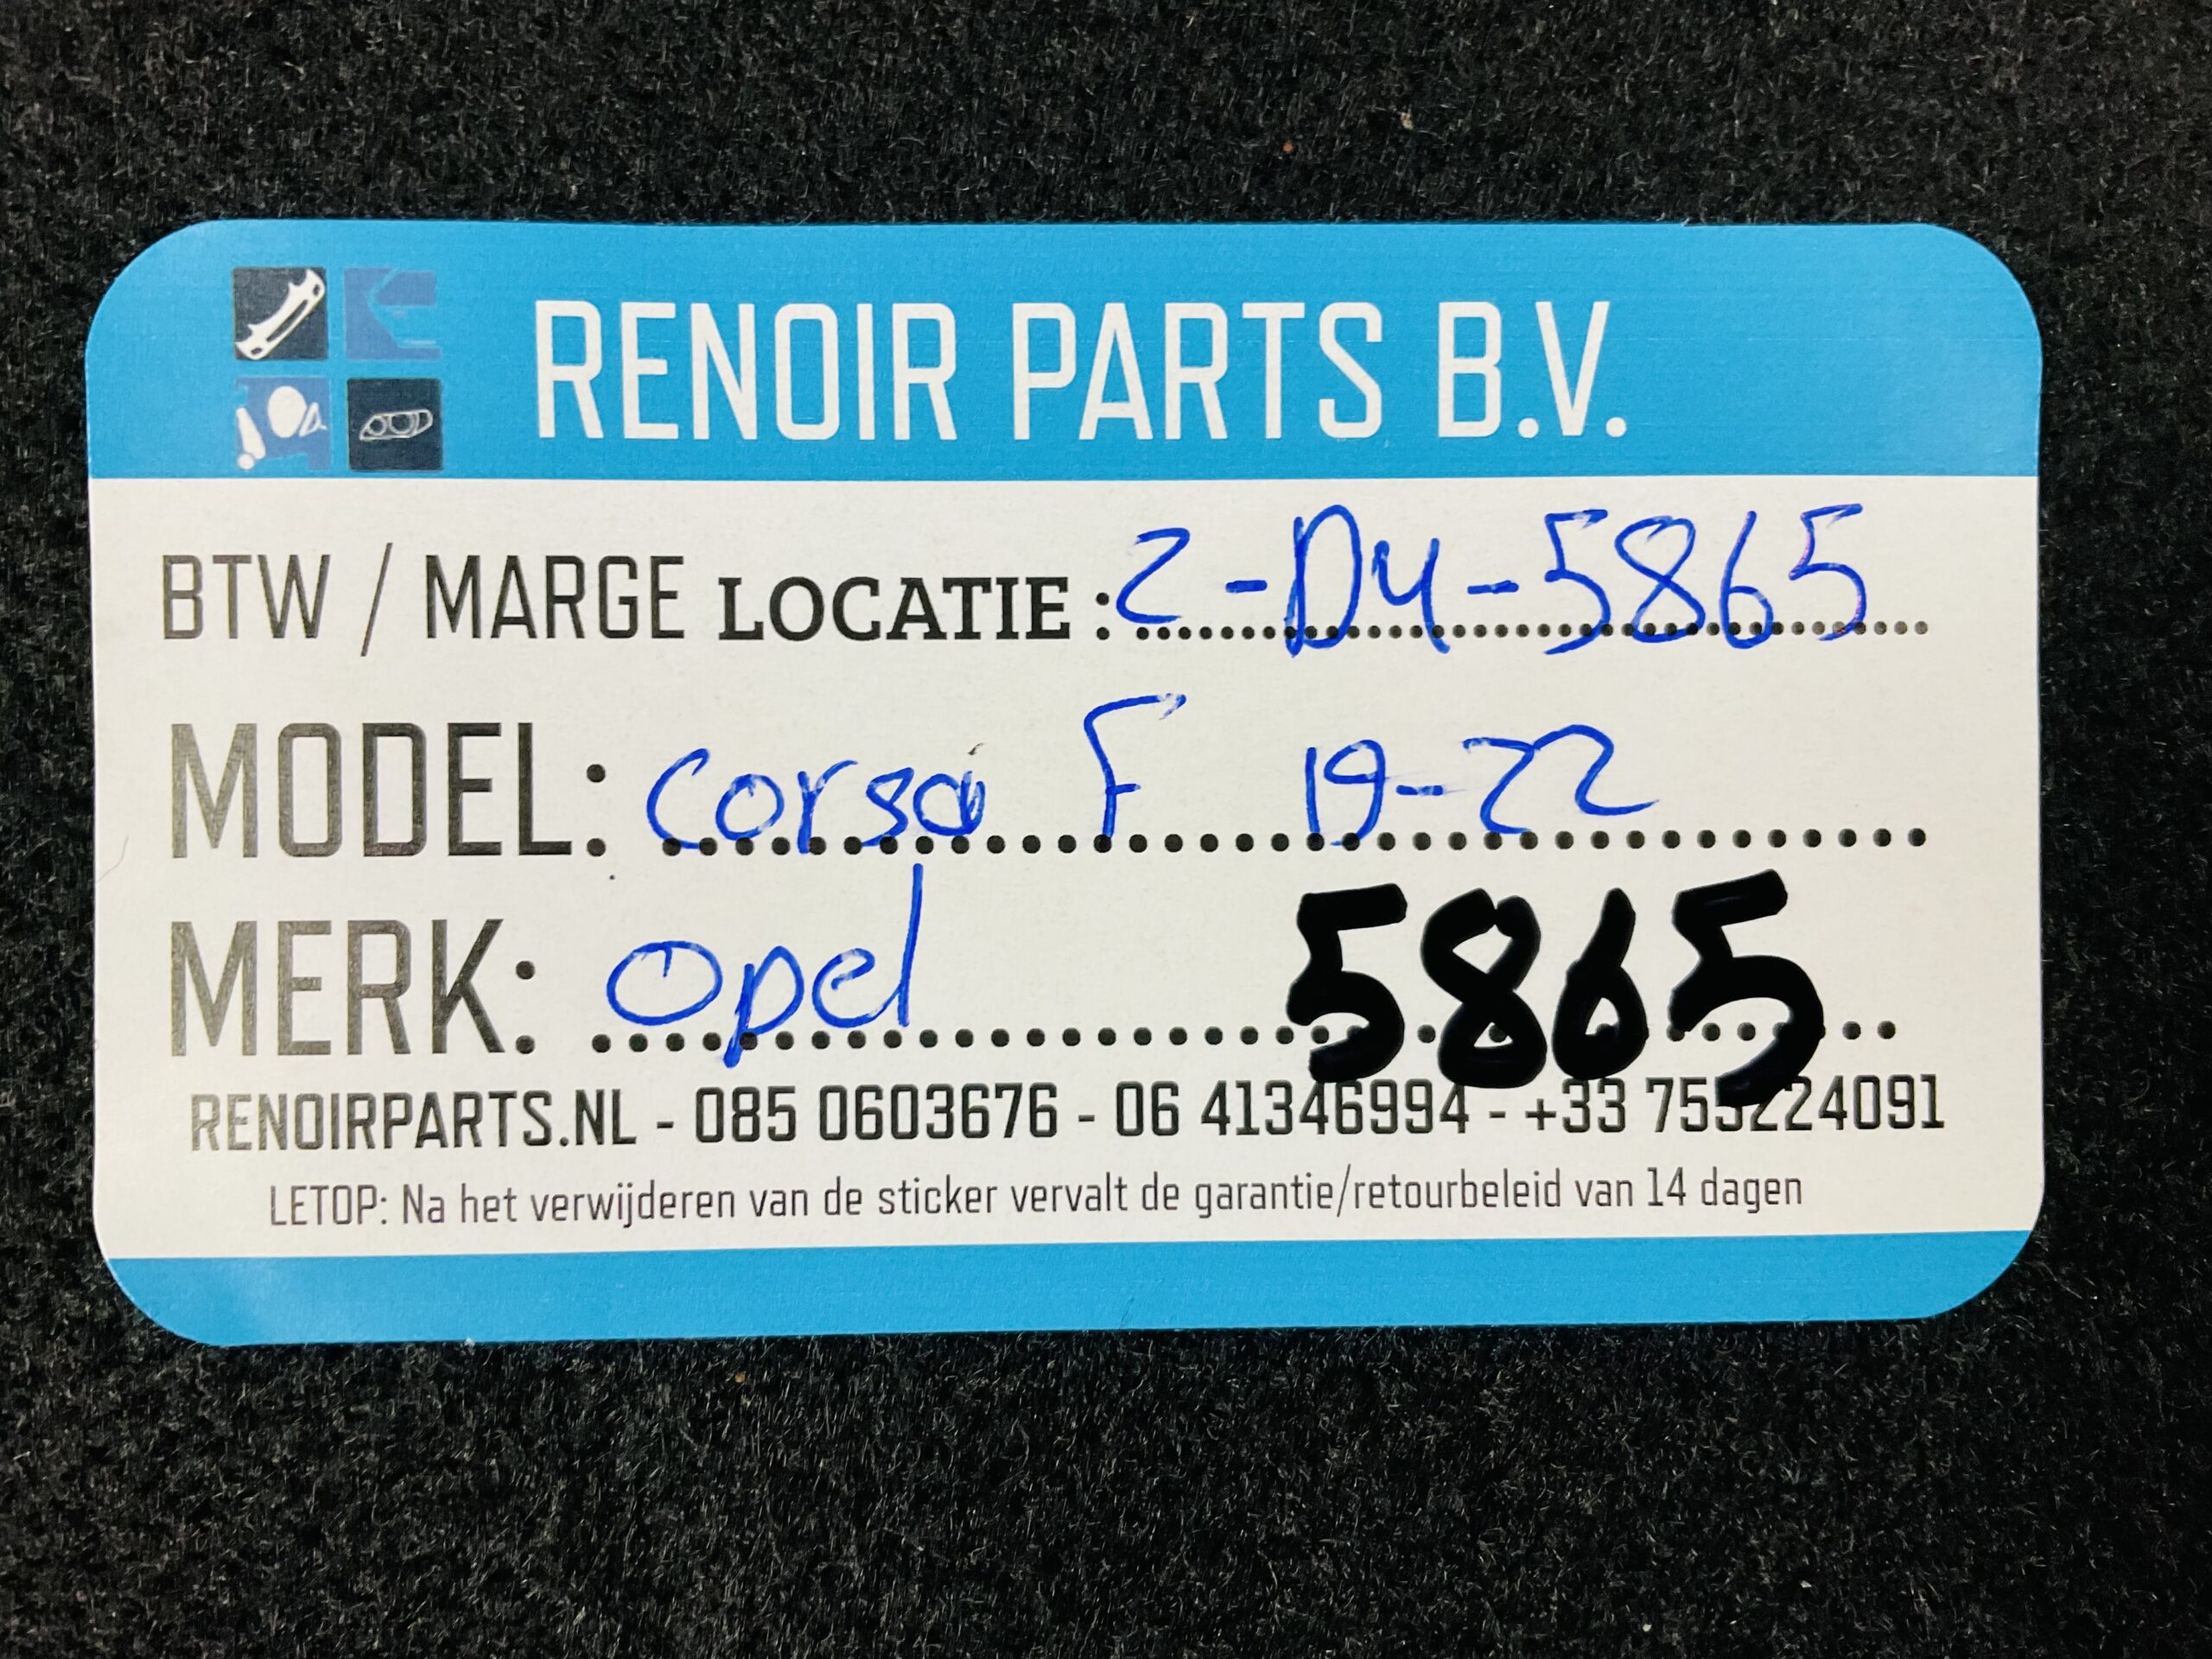 RENOIR PARTS B.V.
BTW / MARGE LOCATIE : 2-D4-5865
MODEL: corsa F 19-22
MERK: Opel 5865
RENOIRPARTS.NL - 085 0603676 - 06 41346994 - +33 755224091
LETOP: Na het verwijderen van de sticker vervalt de garantie/retourbeleid van 14 dagen